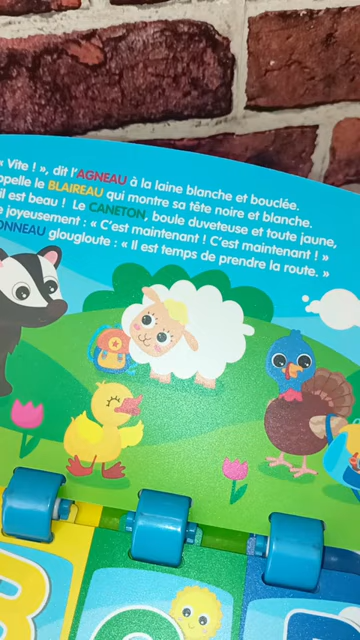 « Vite ! », dit l'AGNEAU à la laine blanche et bouclée.
ppelle le BLAIREAU qui montre sa tête noire et blanche.
il est beau ! Le CANETON, boule duveteuse et toute jaune,
e joyeusement : « C'est maintenant ! C'est maintenant ! »
ONNEAU glougloute : « Il est temps de prendre la route. »